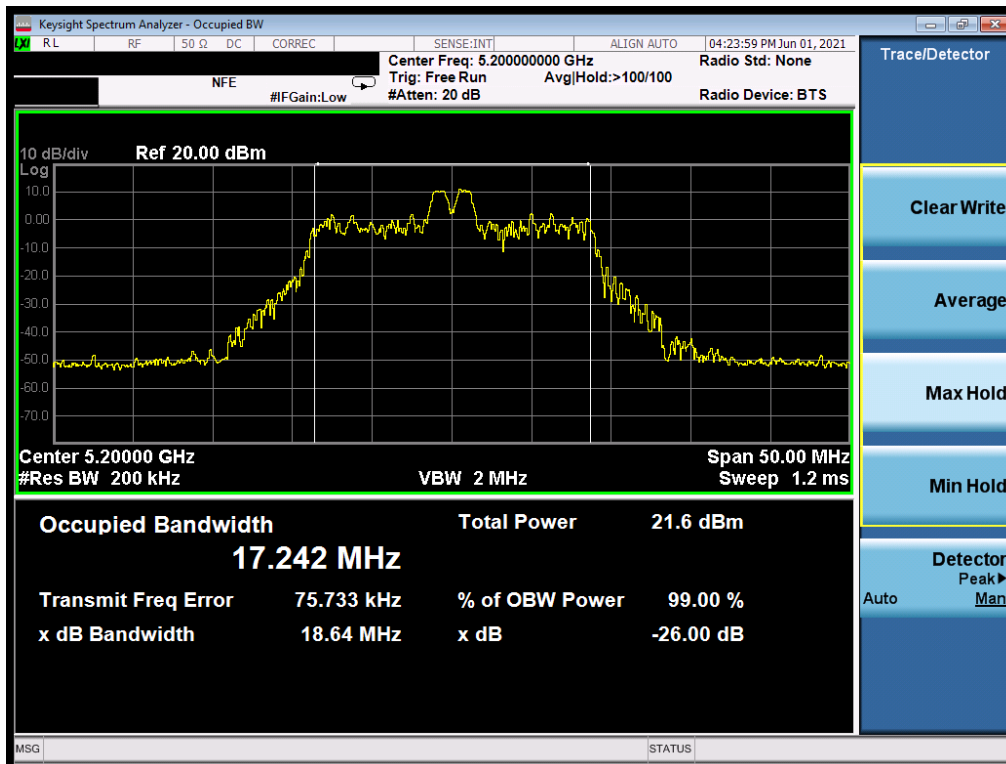 Keysight Spectrum Analyzer - Occupied BW
LXI RL RF 50 Ω DC CORREC SENSE:INT ALIGN AUTO 04:23:59 PM Jun 01, 2021
Center Freq: 5.200000000 GHz Radio Std: None
NFE Trig: Free Run Avg|Hold:>100/100
#IFGain:Low #Atten: 20 dB Radio Device: BTS
10 dB/div Ref 20.00 dBm
Log
10.0
0.00
-10.0
-20.0
-30.0
-40.0
-50.0
-60.0
-70.0
Center 5.20000 GHz Span 50.00 MHz
#Res BW 200 kHz VBW 2 MHz Sweep 1.2 ms
Occupied Bandwidth Total Power 21.6 dBm
17.242 MHz
Transmit Freq Error 75.733 kHz % of OBW Power 99.00 %
x dB Bandwidth 18.64 MHz x dB -26.00 dB
MSG STATUS
Trace/Detector
Clear Write
Average
Max Hold
Min Hold
Detector
Peak▶
Auto Man